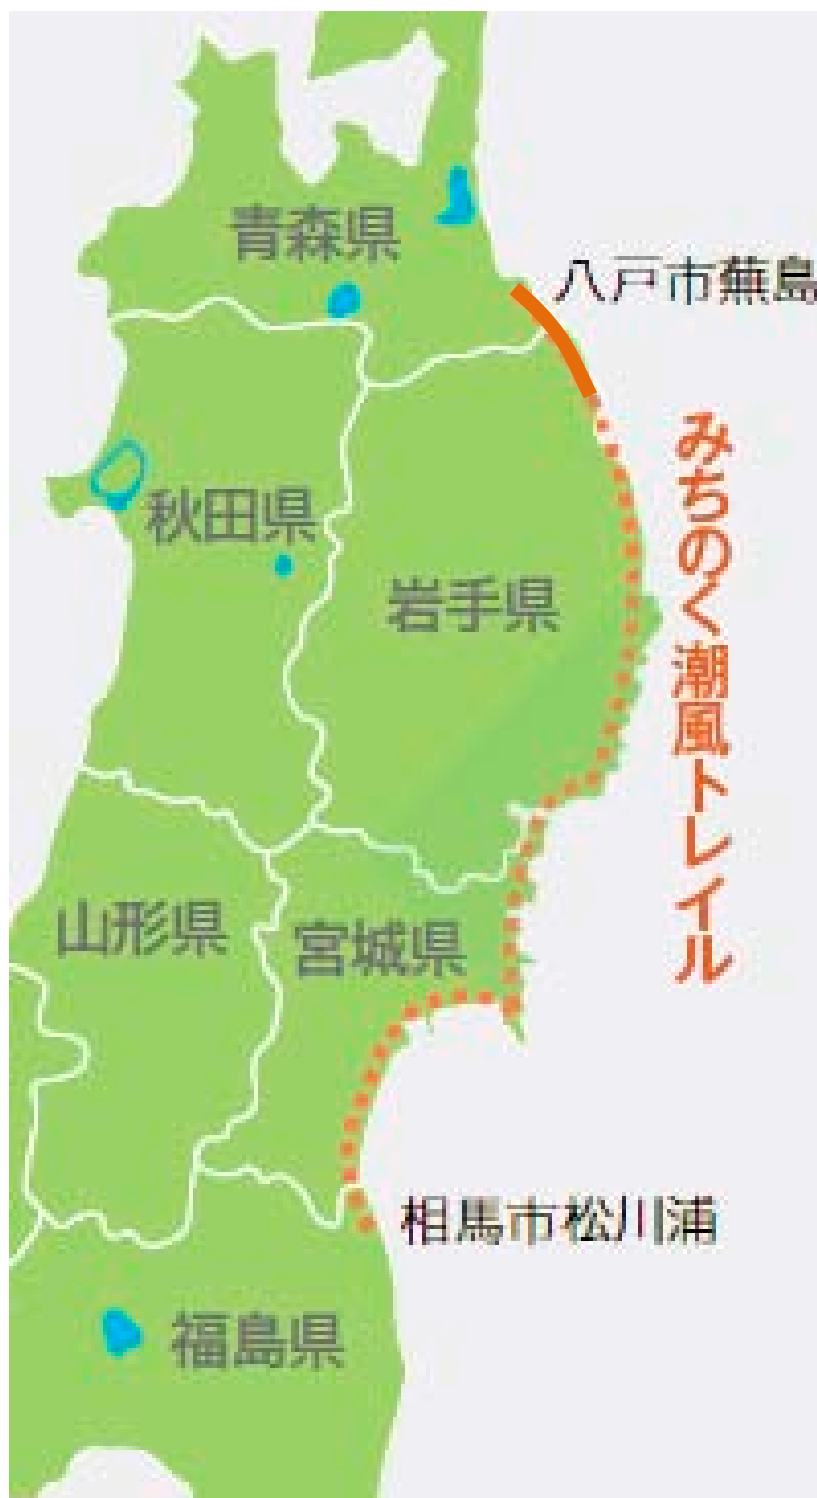 青森県
八戸市蕪島
みちのく潮風トレイル
秋田県
岩手県
山形県
宮城県
相馬市松川浦
福島県